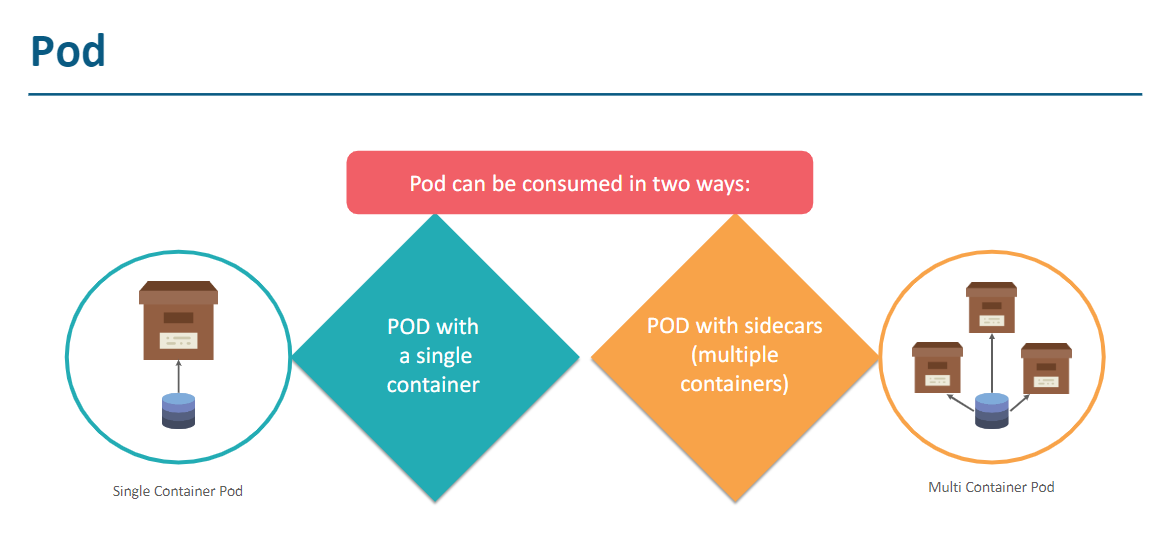 Pod
Pod can be consumed in two ways:
POD with
a single
container
POD with sidecars
(multiple
containers)
Single Container Pod
Multi Container Pod